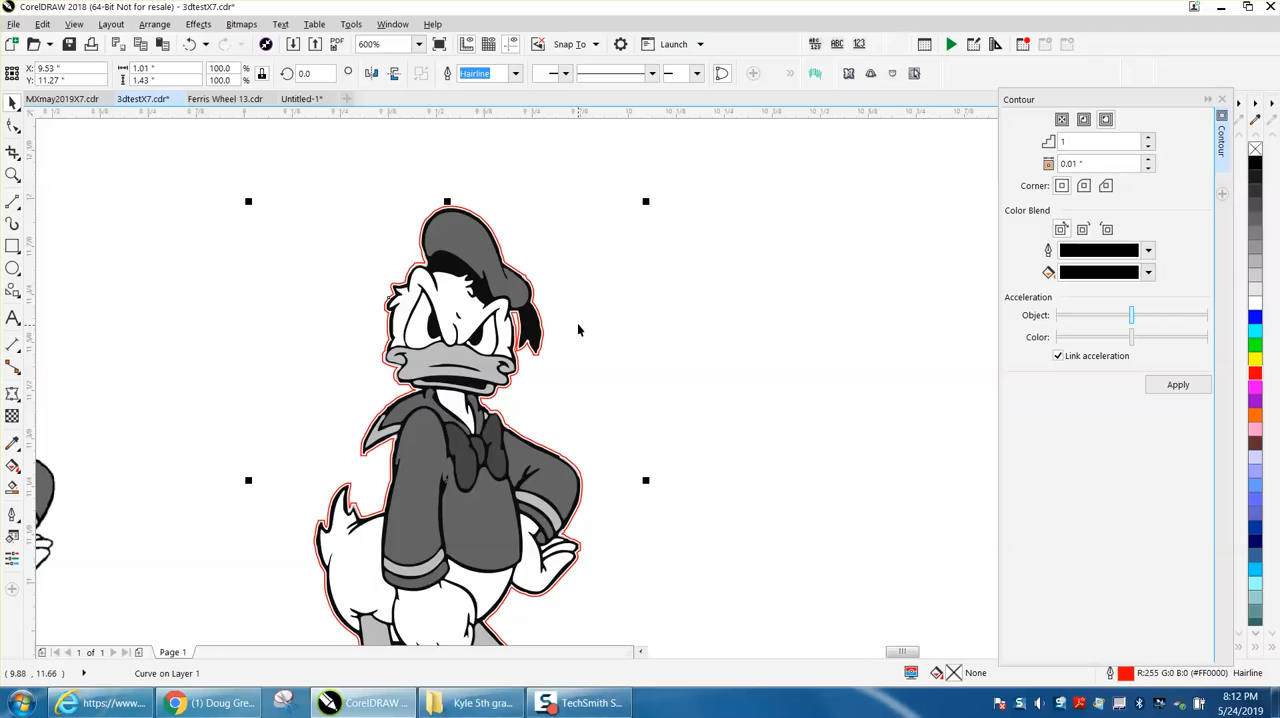 CorelDRAW 2018 (64-Bit Not for resale) - 3dtestX7.cdr*
File Edit View Layout Arrange Effects Bitmaps Text Table Tools Window Help
PDF 600% Snap To Launch ABC 123
X: 9.53 " 1.01 " 100.0 % 0.0 ° Hairline
Y: 11.27 " 1.43 " 100.0 %
MXmay2019X7.cdr 3dtestX7.cdr* Ferris Wheel 13.cdr Untitled-1*
Contour
1
0.01 "
Corner:
Color Blend
Acceleration
Object:
Color:
Link acceleration
Apply
Contour
1 of 1 Page 1
(9.88 , 11.66 ) Curve on Layer None R:255 G:0 B:0 (#FF0000) Hairline
https://www.... (1) Doug Gre... CorelDRAW ... Kyle 5th gra... TechSmith S...
8:12 PM
5/24/2019